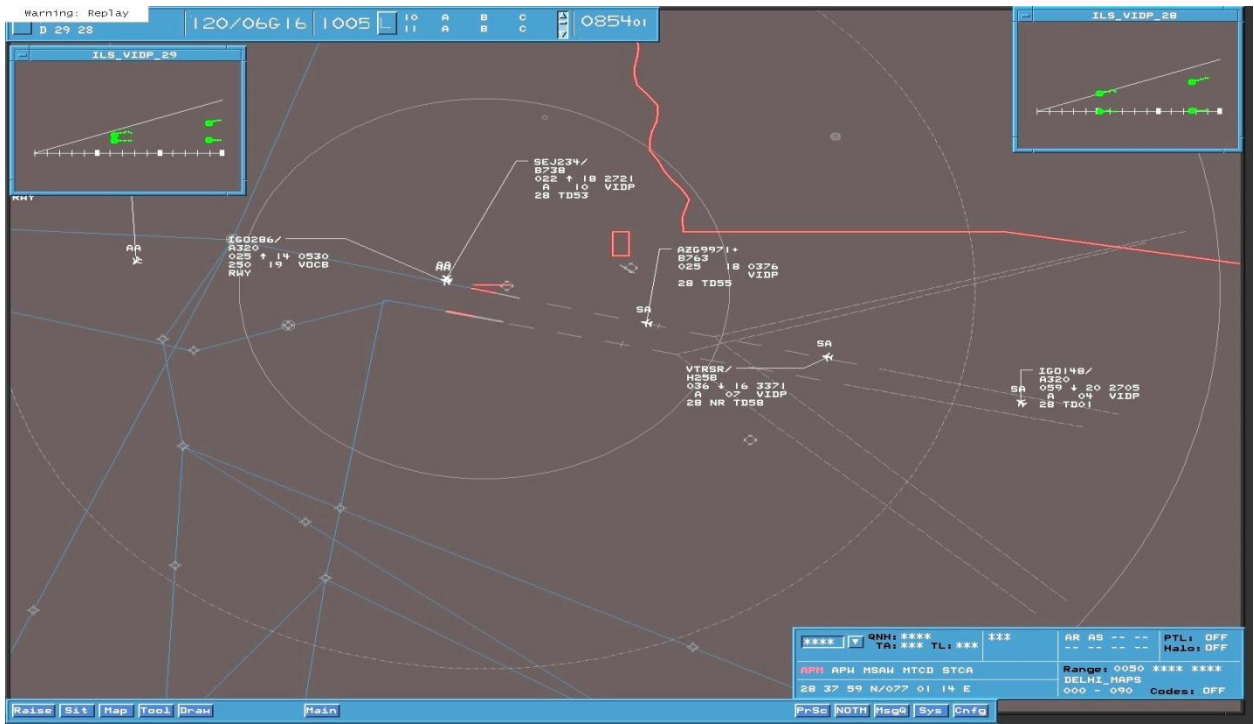 Warning: Replay
D 29 28
120/06G16
1005
L
10 A B C
11 A B C
0854 01
ILS_VIDP_28
ILS_VIDP_29
RWY
AA
SEJ234/
B738
022 ↑ 18 2721
A 10 VIDP
28 TD53
IGO286/
A320
025 ↑ 14 0530
250 19 VOCB
RWY
AA
AZG9971+
B763
025 18 0376
VIDP
28 TD55
SA
SA
VTRSR/
H25B
036 ↓ 16 3371
A 07 VIDP
28 NR TD58
SA
IGO148/
A320
059 ↓ 20 2705
A 04 VIDP
28 TD01
**** QNH: **** ***
TA: *** TL: ***
AR AS -- --
-- -- -- --
PTL: OFF
Halo: OFF
APM APW MSAW MTCD STCA
28 37 59 N/077 01 14 E
Range: 0050 **** ****
DELHI_MAPS
000 - 090 Codes: OFF
Raise Sit Map Tool Draw Main PrSc NOTM MsgQ Sys Cnfg